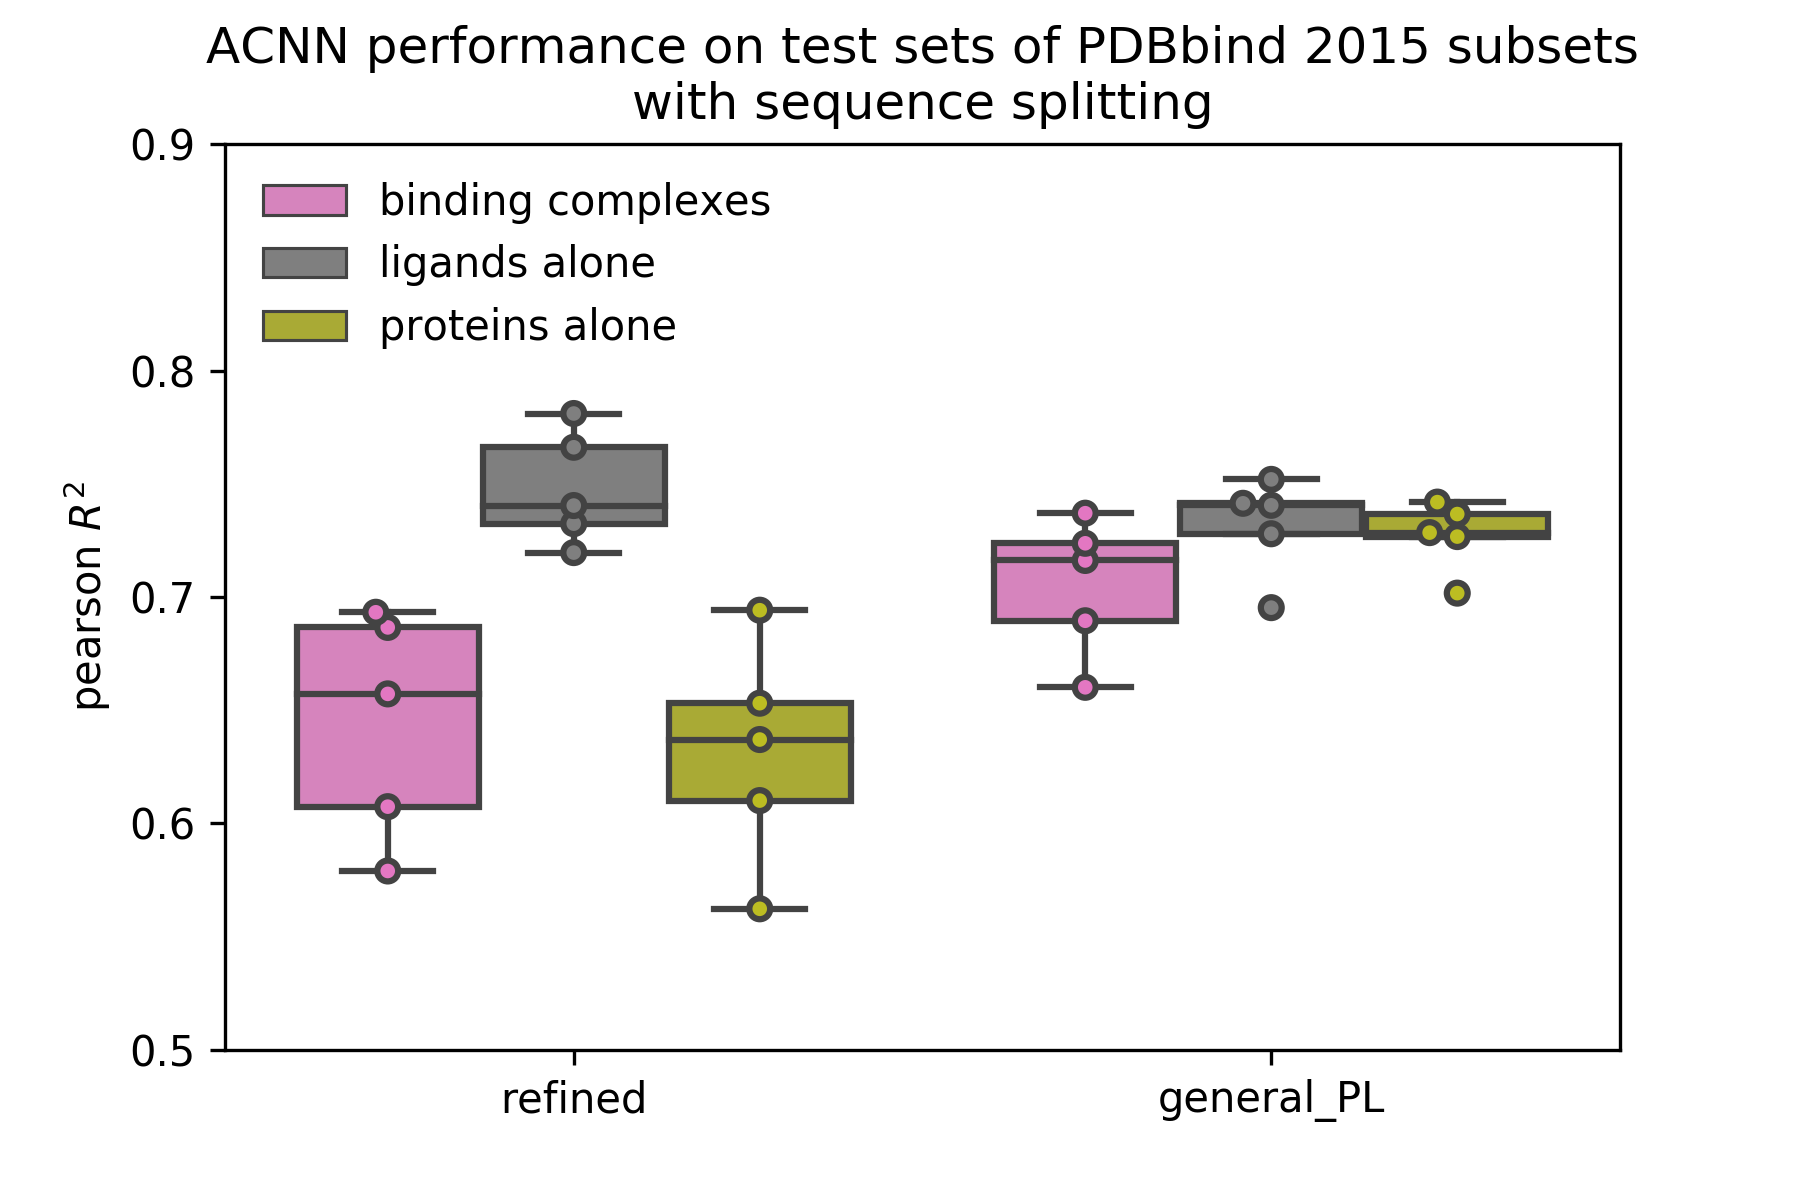 ACNN performance on test sets of PDBbind 2015 subsets
with sequence splitting
0.9
0.8
0.7
0.6
0.5
pearson R²
binding complexes
ligands alone
proteins alone
refined
general_PL